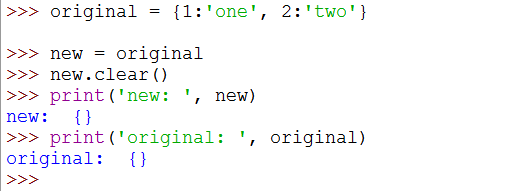 >>> original = {1:'one', 2:'two'}
>>> new = original
>>> new.clear()
>>> print('new: ', new)
new:  {}
>>> print('original: ', original)
original:  {}
>>>